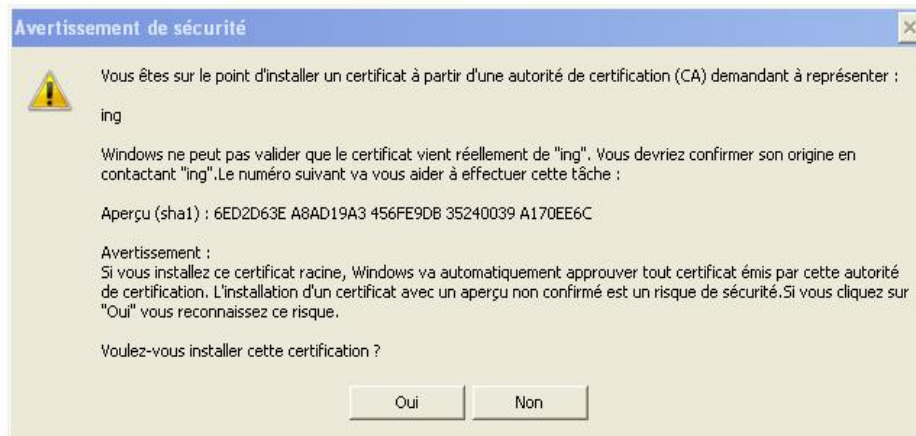 Avertissement de sécurité
Vous êtes sur le point d'installer un certificat à partir d'une autorité de certification (CA) demandant à représenter :
ing
Windows ne peut pas valider que le certificat vient réellement de "ing". Vous devriez confirmer son origine en
contactant "ing".Le numéro suivant va vous aider à effectuer cette tâche :
Aperçu (sha1) : 6ED2D63E A8AD19A3 456FE9DB 35240039 A170EE6C
Avertissement :
Si vous installez ce certificat racine, Windows va automatiquement approuver tout certificat émis par cette autorité
de certification. L'installation d'un certificat avec un aperçu non confirmé est un risque de sécurité.Si vous cliquez sur
"Oui" vous reconnaissez ce risque.
Voulez-vous installer cette certification ?
Oui Non